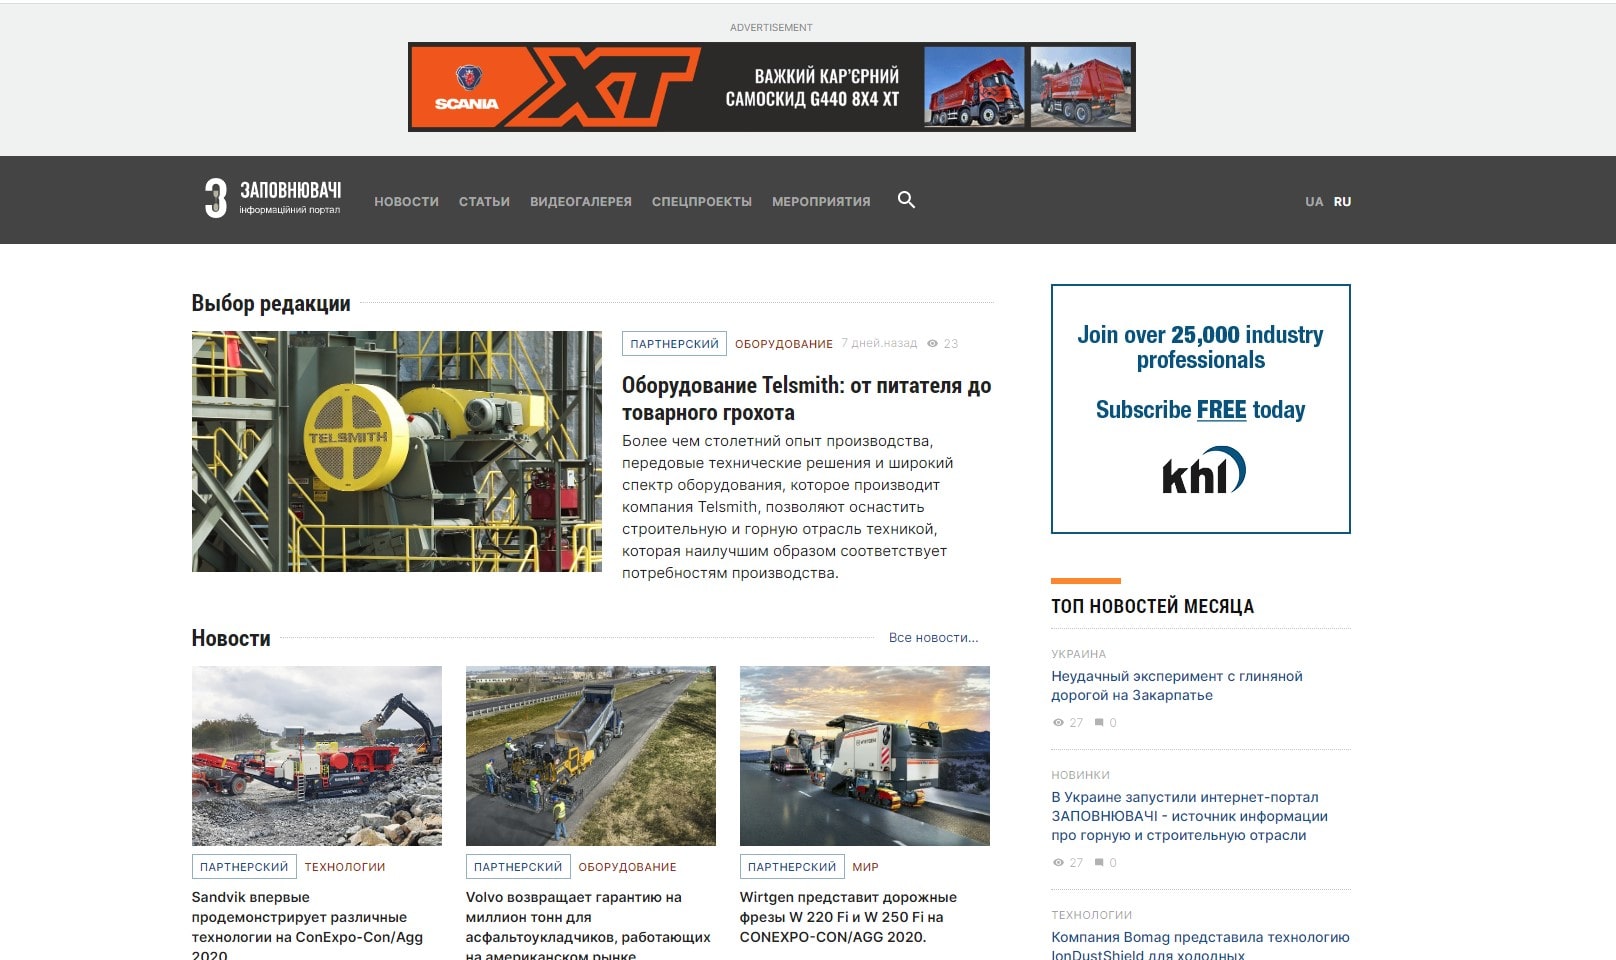 ADVERTISEMENT
SCANIA
XT
ВАЖКИЙ КАР’ЄРНИЙ
САМОСКИД G440 8X4 XT
З ЗАПОВНЮВАЧІ
інформаційний портал
НОВОСТИ СТАТЬИ ВИДЕОГАЛЕРЕЯ СПЕЦПРОЕКТЫ МЕРОПРИЯТИЯ
UA RU
Выбор редакции
TELSMITH
ПАРТНЕРСКИЙ ОБОРУДОВАНИЕ 7 дней.назад 23
Оборудование Telsmith: от питателя до
товарного грохота
Более чем столетний опыт производства,
передовые технические решения и широкий
спектр оборудования, которое производит
компания Telsmith, позволяют оснастить
строительную и горную отрасль техникой,
которая наилучшим образом соответствует
потребностям производства.
Новости
Все новости...
ПАРТНЕРСКИЙ ТЕХНОЛОГИИ
Sandvik впервые
продемонстрирует различные
технологии на ConExpo-Con/Agg
2020
ПАРТНЕРСКИЙ ОБОРУДОВАНИЕ
Volvo возвращает гарантию на
миллион тонн для
асфальтоукладчиков, работающих
на американском рынке
ПАРТНЕРСКИЙ МИР
Wirtgen представит дорожные
фрезы W 220 Fi и W 250 Fi на
CONEXPO-CON/AGG 2020.
Join over 25,000 industry
professionals
Subscribe FREE today
khl
ТОП НОВОСТЕЙ МЕСЯЦА
УКРАИНА
Неудачный эксперимент с глиняной
дорогой на Закарпатье
27 0
НОВИНКИ
В Украине запустили интернет-портал
ЗАПОВНЮВАЧІ - источник информации
про горную и строительную отрасли
27 0
ТЕХНОЛОГИИ
Компания Bomag представила технологию
IonDustShield для холодных